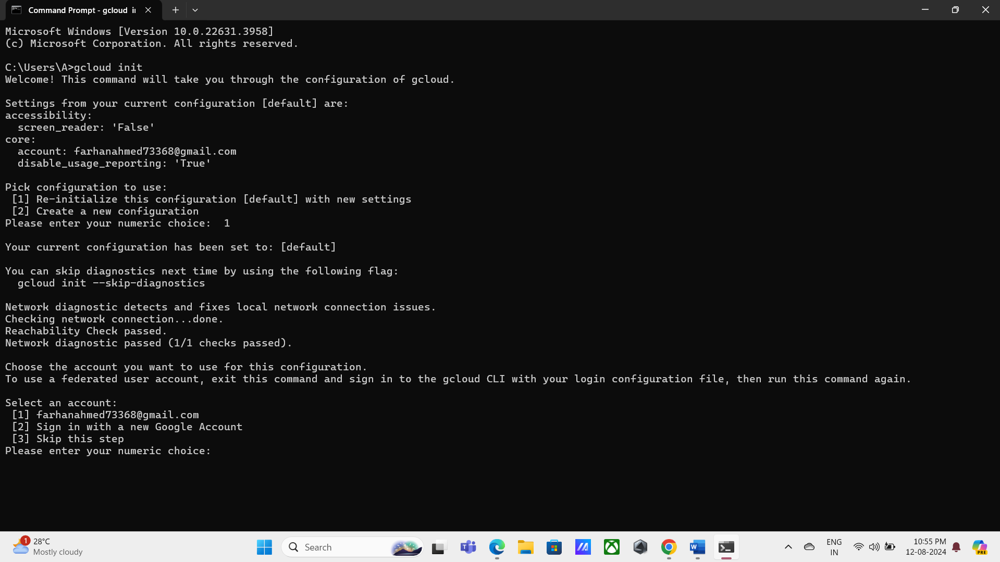 Command Prompt - gcloud  ir
Microsoft Windows [Version 10.0.22631.3958]
(c) Microsoft Corporation. All rights reserved.
C:\Users\A>gcloud init
Welcome! This command will take you through the configuration of gcloud.
Settings from your current configuration [default] are:
accessibility:
  screen_reader: 'False'
core:
  account: farhanahmed73368@gmail.com
  disable_usage_reporting: 'True'
Pick configuration to use:
 [1] Re-initialize this configuration [default] with new settings
 [2] Create a new configuration
Please enter your numeric choice:  1
Your current configuration has been set to: [default]
You can skip diagnostics next time by using the following flag:
  gcloud init --skip-diagnostics
Network diagnostic detects and fixes local network connection issues.
Checking network connection...done.
Reachability Check passed.
Network diagnostic passed (1/1 checks passed).
Choose the account you want to use for this configuration.
To use a federated user account, exit this command and sign in to the gcloud CLI with your login configuration file, then run this command again.
Select an account:
 [1] farhanahmed73368@gmail.com
 [2] Sign in with a new Google Account
 [3] Skip this step
Please enter your numeric choice:
1
28°C
Mostly cloudy
Search
ENG
IN
10:55 PM
12-08-2024
PRE